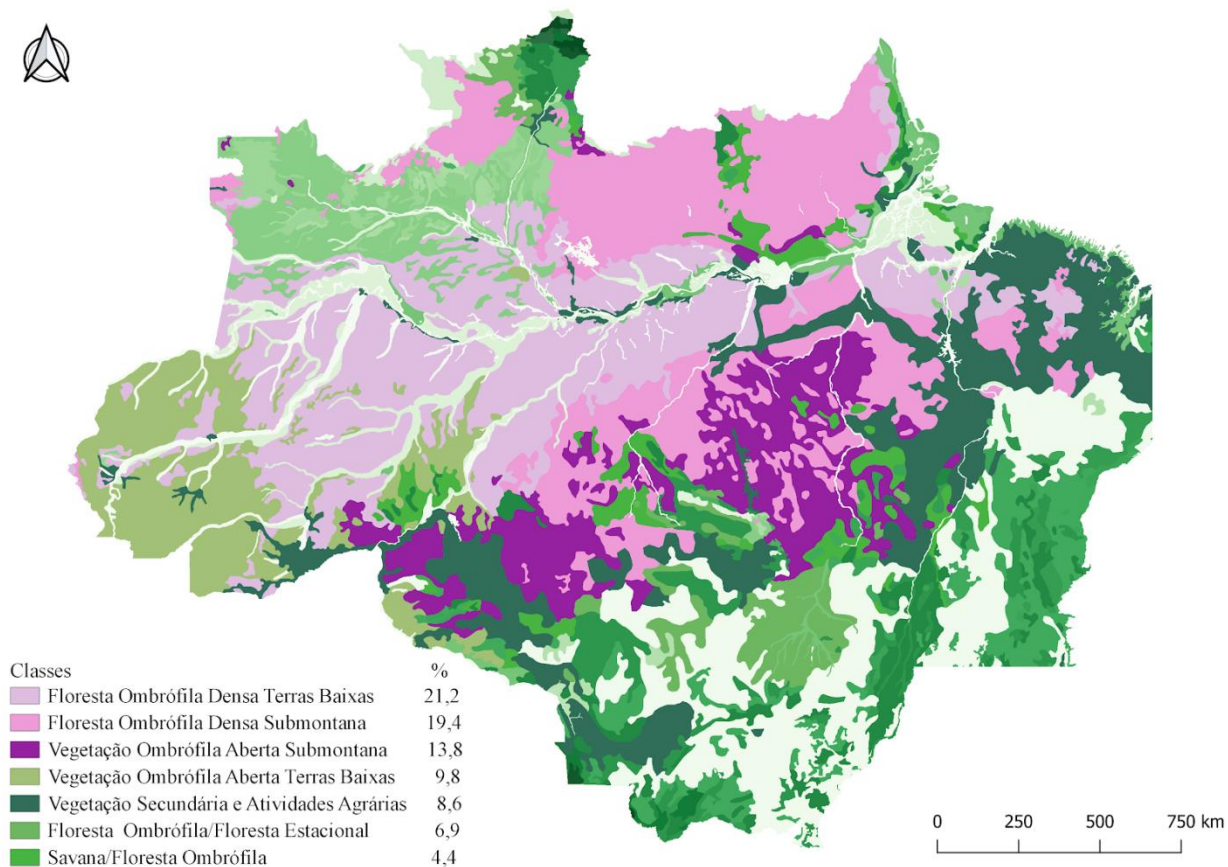 Classes %
Floresta Ombrófila Densa Terras Baixas 21,2
Floresta Ombrófila Densa Submontana 19,4
Vegetação Ombrófila Aberta Submontana 13,8
Vegetação Ombrófila Aberta Terras Baixas 9,8
Vegetação Secundária e Atividades Agrárias 8,6
Floresta Ombrófila/Floresta Estacional 6,9
Savana/Floresta Ombrófila 4,4
0 250 500 750 km